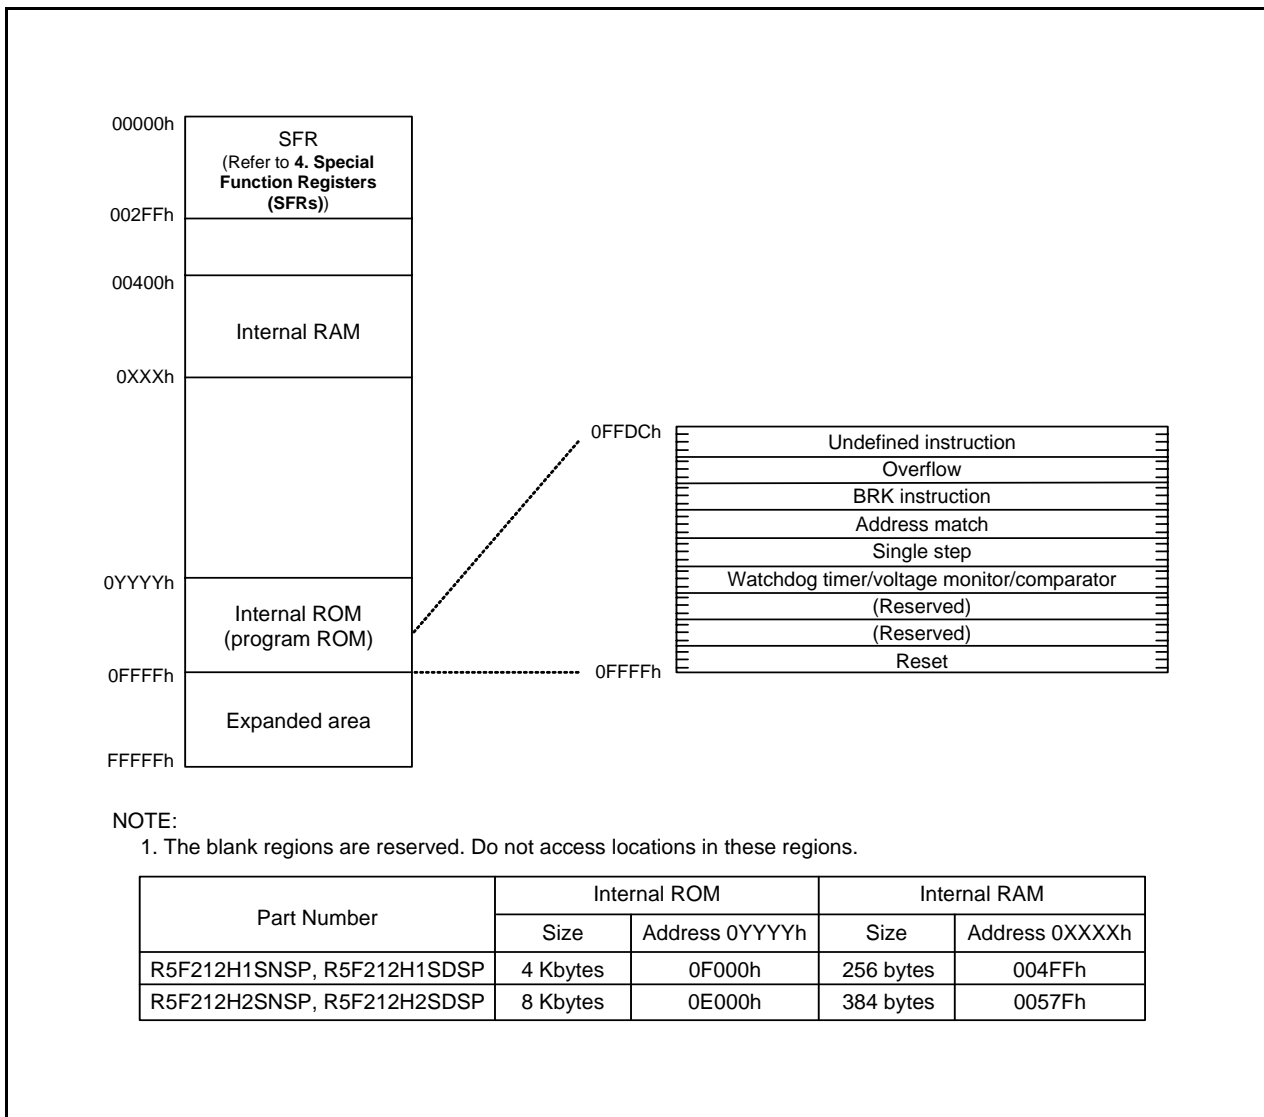 00000h
SFR
(Refer to 4. Special
Function Registers
(SFRs))
002FFh
00400h
Internal RAM
0XXXh
0YYYYh
Internal ROM
(program ROM)
0FFFFh
Expanded area
FFFFFh
0FFDCh
Undefined instruction
Overflow
BRK instruction
Address match
Single step
Watchdog timer/voltage monitor/comparator
(Reserved)
(Reserved)
Reset
0FFFFh
NOTE:
1. The blank regions are reserved. Do not access locations in these regions.
Part Number Internal ROM Internal RAM
Size Address 0YYYYh Size Address 0XXXXh
R5F212H1SNSP, R5F212H1SDSP 4 Kbytes 0F000h 256 bytes 004FFh
R5F212H2SNSP, R5F212H2SDSP 8 Kbytes 0E000h 384 bytes 0057Fh